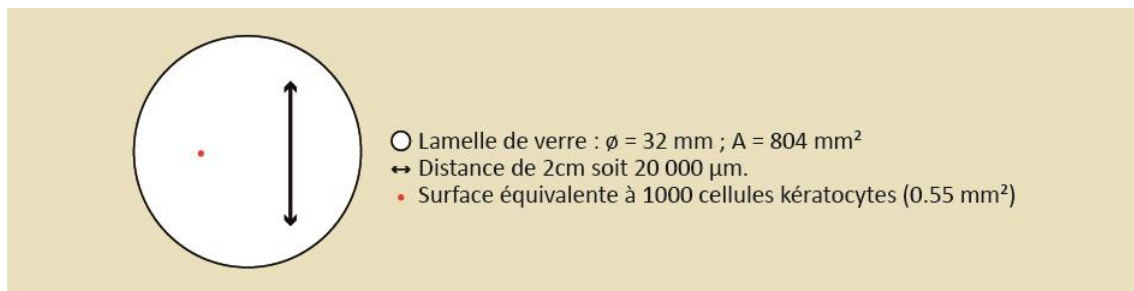 Lamelle de verre : ø = 32 mm ; A = 804 mm²
Distance de 2cm soit 20 000 µm.
Surface équivalente à 1000 cellules kératocytes (0.55 mm²)